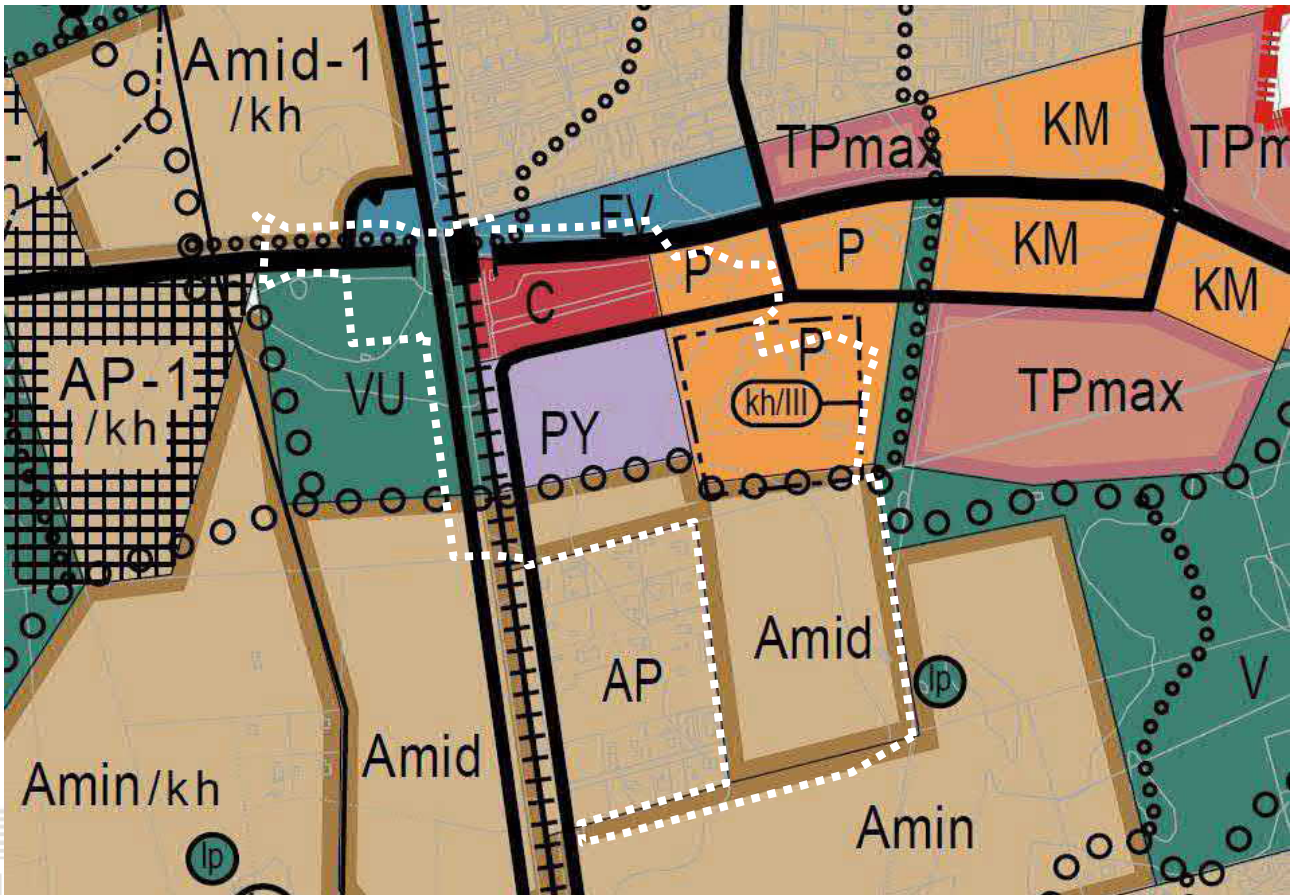 Amid-1
/kh
-1
TPmax
KM
TPm
EV
P
P
KM
KM
C
P
kh/III
AP-1
/kh
VU
PY
TPmax
AP
Amid
lp
V
Amid
Amin/kh
lp
Amin